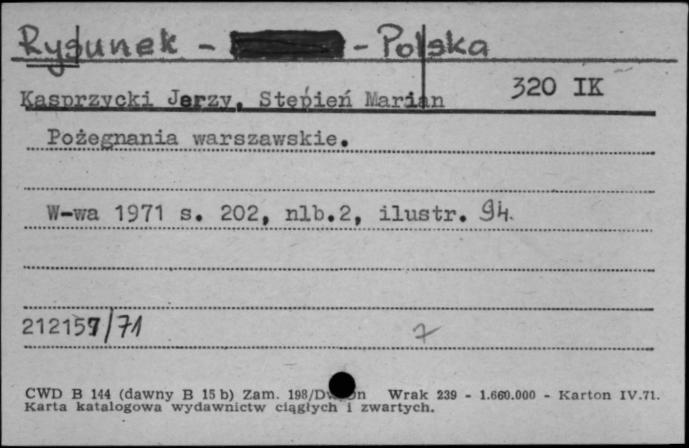 Rysunek - - Polska
320 IK
Kasprzycki Jerzy, Stępień Marian
Pożegnania warszawskie.
W-wa 1971 s. 202, nlb.2, ilustr. 94.
212157/71
7
CWD B 144 (dawny B 15 b) Zam. 198/ Wrak 239 - 1.660.000 - Karton IV.71.
Karta katalogowa wydawnictw ciągłych i zwartych.